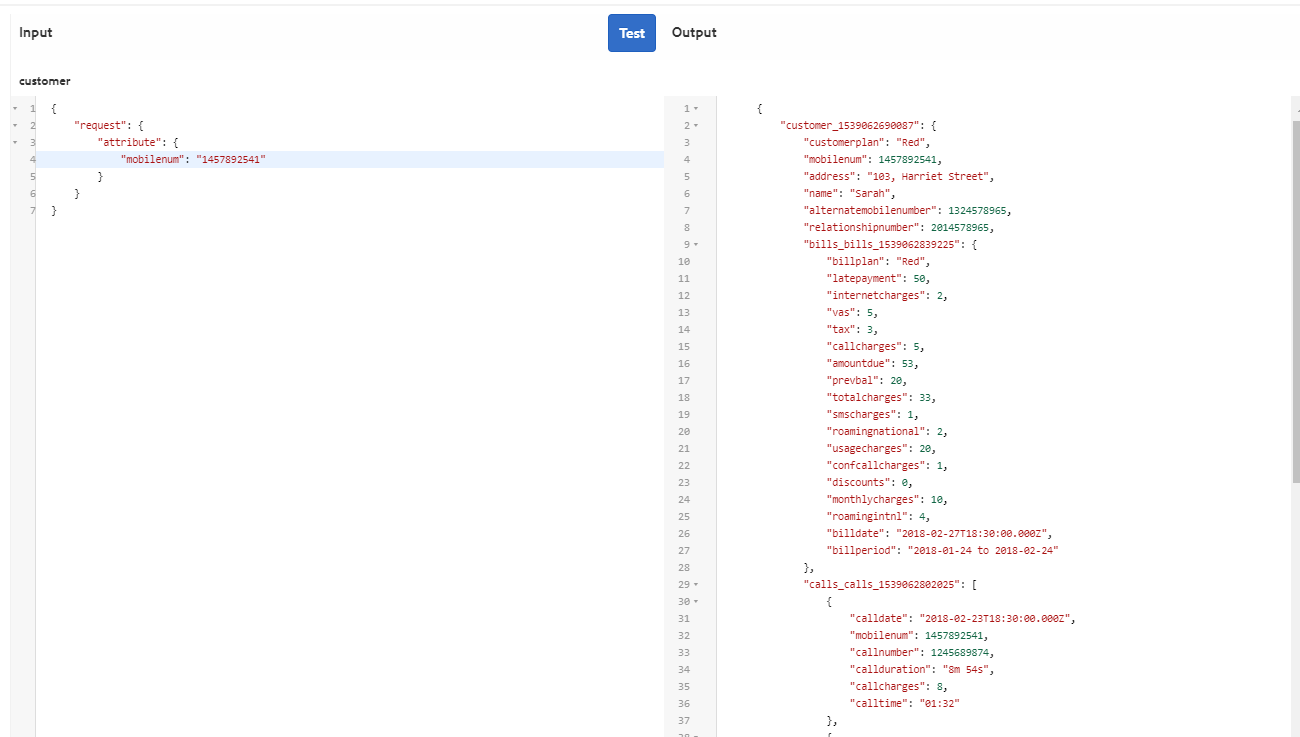 Input
Test
Output
customer
1 {
2 "request": {
3 "attribute": {
4 "mobilenum": "1457892541"
5 }
6 }
7 }
1 {
2 "customer_1539062690087": {
3 "customerplan": "Red",
4 "mobilenum": 1457892541,
5 "address": "103, Harriet Street",
6 "name": "Sarah",
7 "alternatemobilenumber": 1324578965,
8 "relationshipnumber": 2014578965,
9 "bills_bills_1539062839225": {
10 "billplan": "Red",
11 "latepayment": 50,
12 "internetcharges": 2,
13 "vas": 5,
14 "tax": 3,
15 "callcharges": 5,
16 "amountdue": 53,
17 "prevbal": 20,
18 "totalcharges": 33,
19 "smscharges": 1,
20 "roamingnational": 2,
21 "usagecharges": 20,
22 "confcallcharges": 1,
23 "discounts": 0,
24 "monthlycharges": 10,
25 "roamingintnl": 4,
26 "billdate": "2018-02-27T18:30:00.000Z",
27 "billperiod": "2018-01-24 to 2018-02-24"
28 },
29 "calls_calls_1539062802025": [
30 {
31 "calldate": "2018-02-23T18:30:00.000Z",
32 "mobilenum": 1457892541,
33 "callnumber": 1245689874,
34 "callduration": "8m 54s",
35 "callcharges": 8,
36 "calltime": "01:32"
37 },
38 {